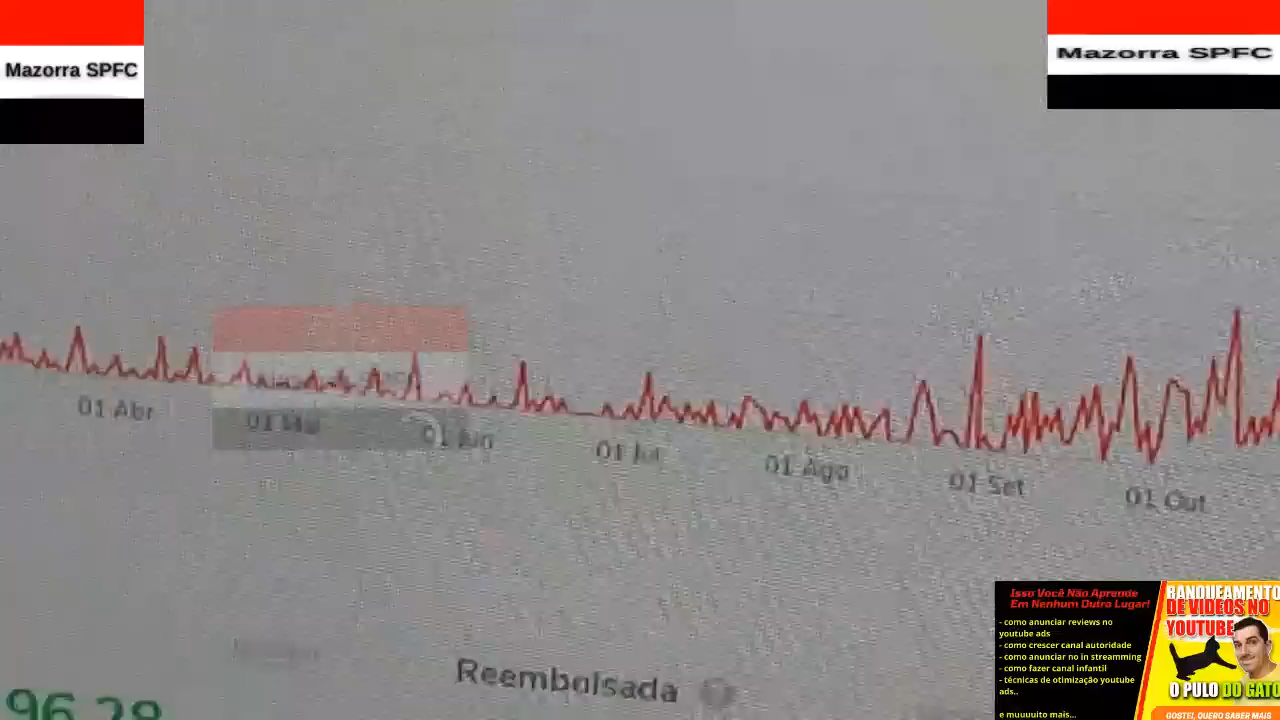 Mazorra SPFC
Mazorra SPFC
01 Abr
01 Mai
01 Jun
01 Jul
01 Ago
01 Set
01 Out
Reembolsada
96,28
Isso Você Não Aprende
Em Nenhum Outro Lugar!
- como anunciar reviews no
youtube ads
- como crescer canal autoridade
- como anunciar no in streamming
- como fazer canal infantil
- técnicas de otimização youtube
ads..
e muuuuito mais...
RANQUEAMENTO
DE VÍDEOS NO
YOUTUBE
O PULO DO GATO
GOSTEI, QUERO SABER MAIS